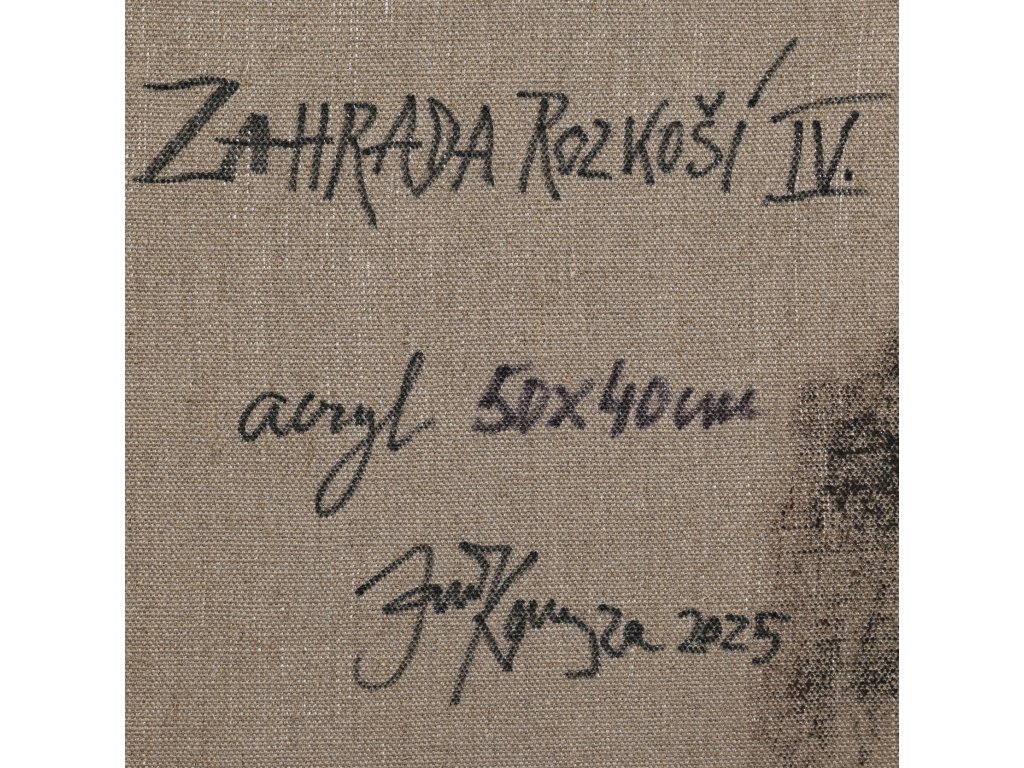 ZAHRADA ROZKOŠÍ IV.
acryl 50x40cm
2025